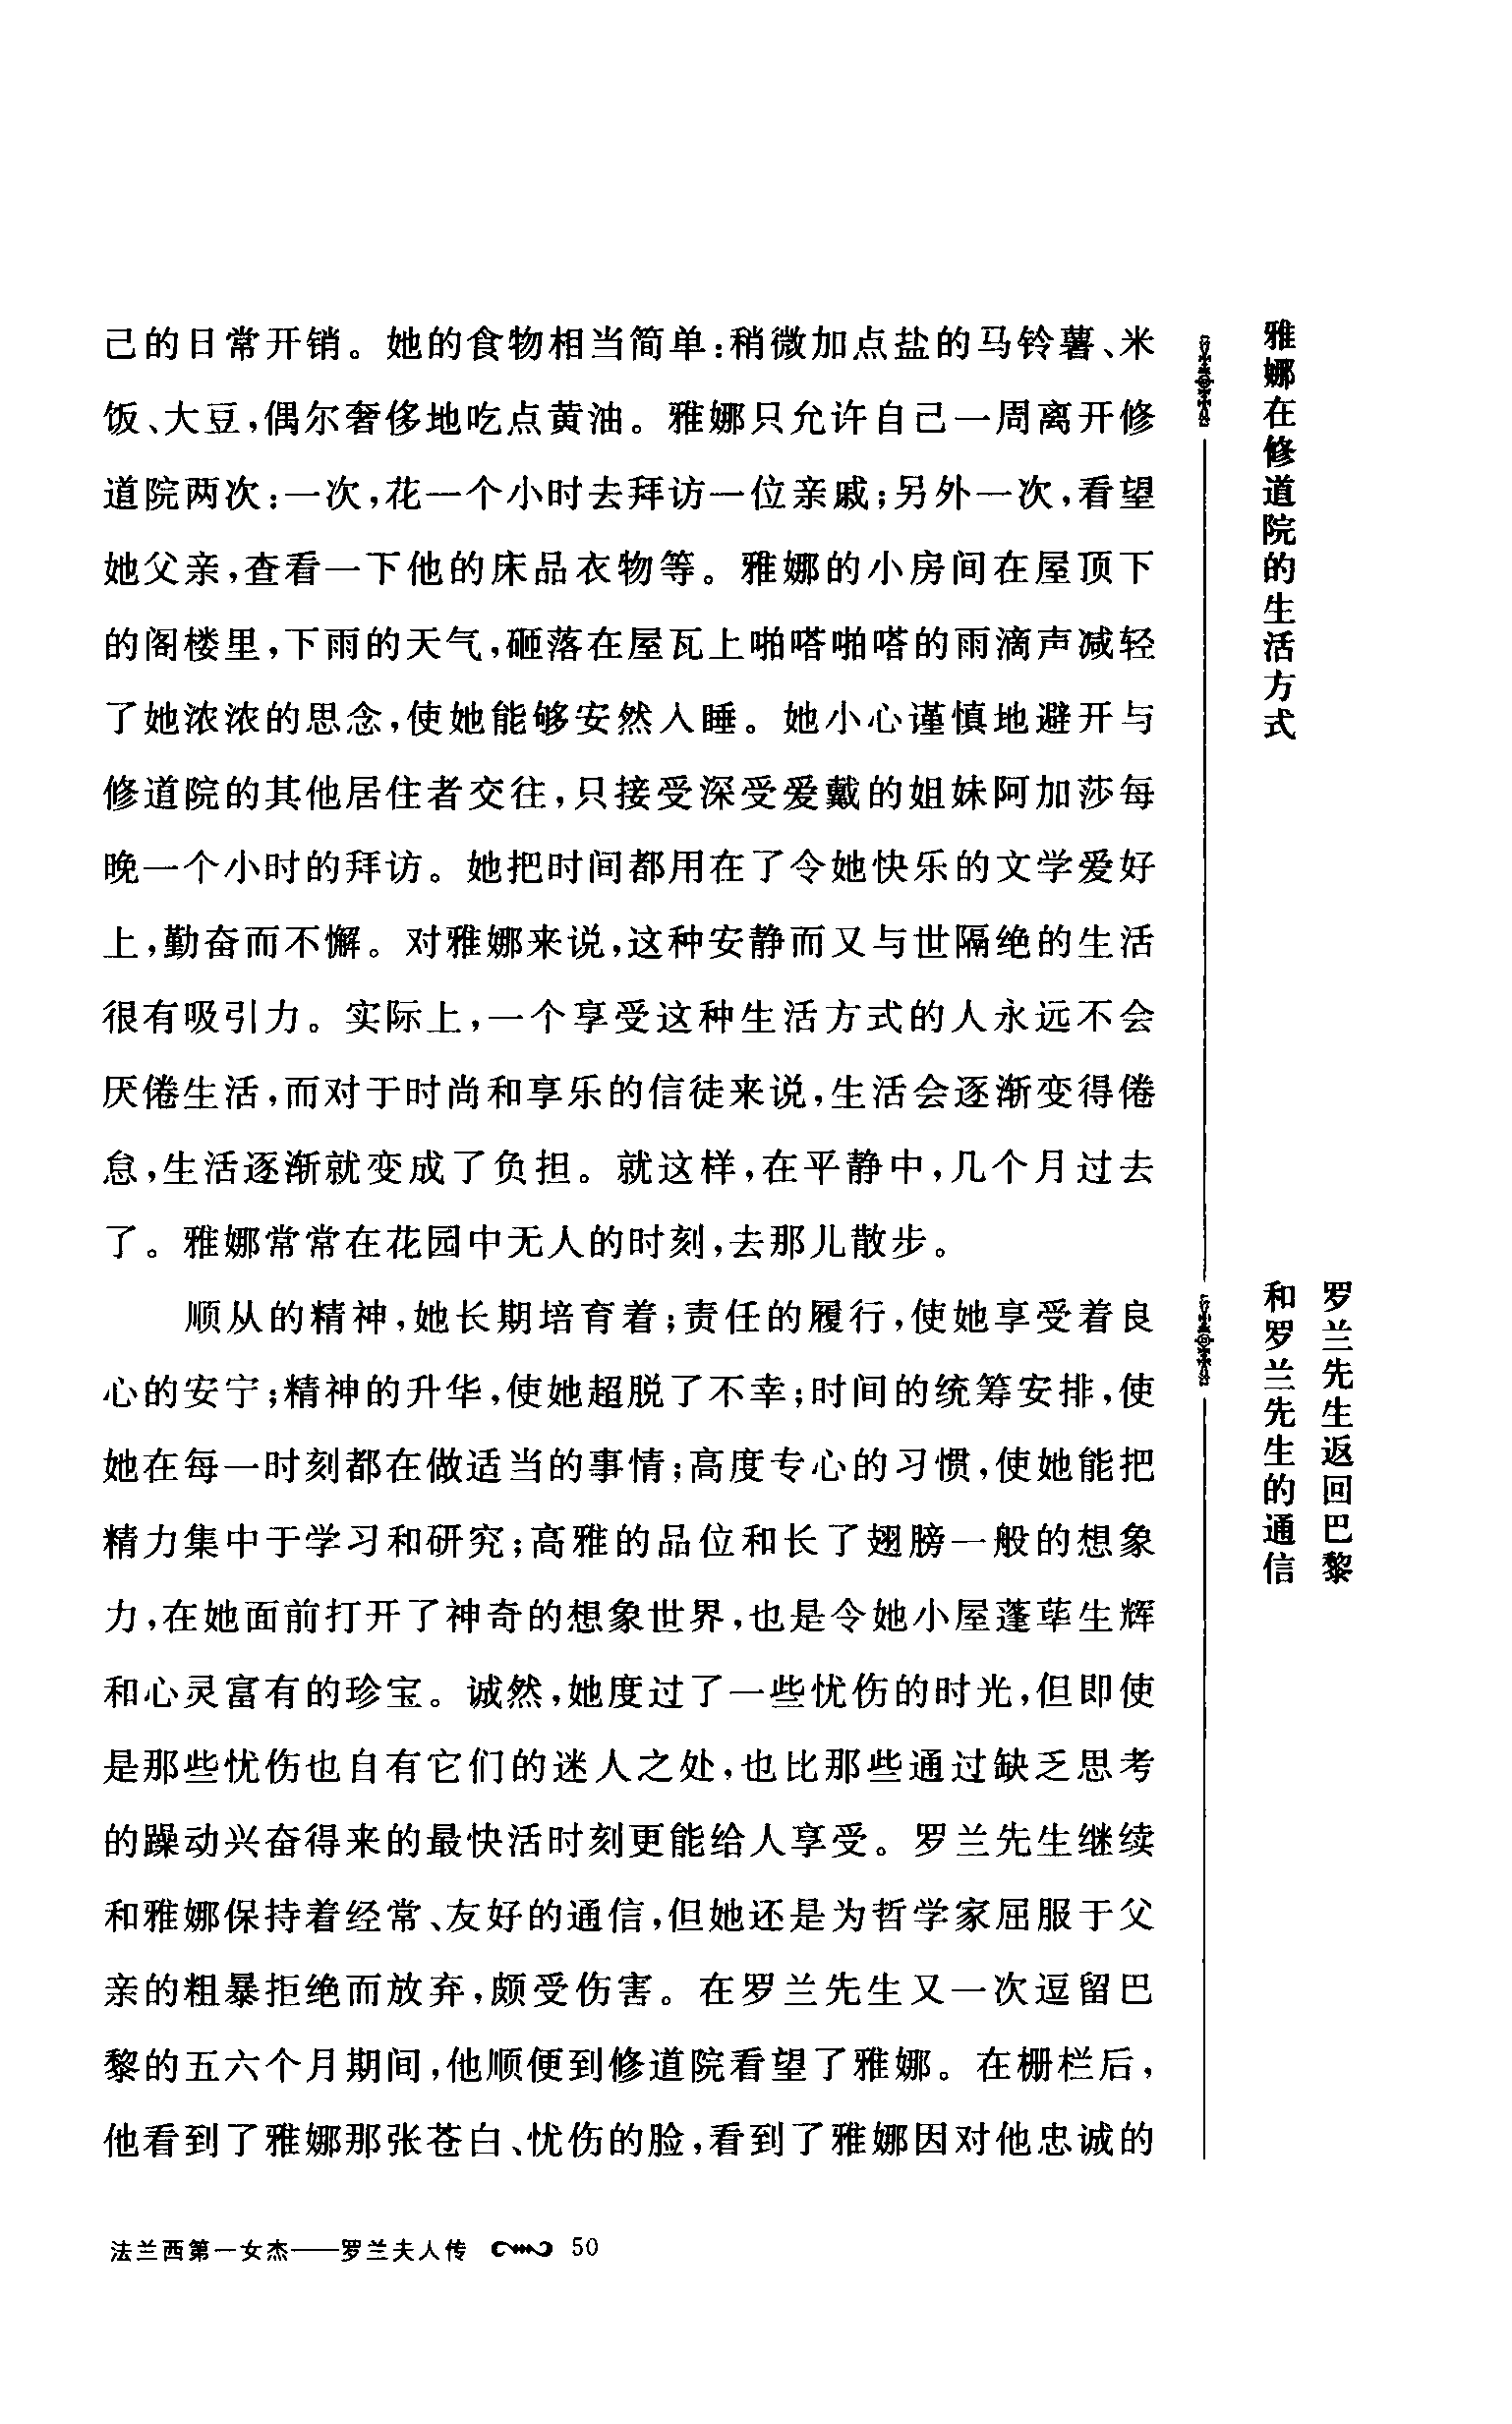 己的日常开销。她的食物相当简单:稍微加点盐的马铃薯、米
饭、大豆,偶尔奢侈地吃点黄油。雅娜只允许自己一周离开修
道院两次:一次,花一个小时去拜访一位亲戚;另外一次,看望
她父亲,查看一下他的床品衣物等。雅娜的小房间在屋顶下
的阁楼里,下雨的天气,砸落在屋瓦上啪嗒啪嗒的雨滴声减轻
了她浓浓的思念,使她能够安然入睡。她小心谨慎地避开与
修道院的其他居住者交往,只接受深受爱戴的姐妹阿加莎每
晚一个小时的拜访。她把时间都用在了令她快乐的文学爱好
上,勤奋而不懈。对雅娜来说,这种安静而又与世隔绝的生活
很有吸引力。实际上,一个享受这种生活方式的人永远不会
厌倦生活,而对于时尚和享乐的信徒来说,生活会逐渐变得倦
怠,生活逐渐就变成了负担。就这样,在平静中,几个月过去
了。雅娜常常在花园中无人的时刻,去那儿散步。
顺从的精神,她长期培育着;责任的履行,使她享受着良
心的安宁;精神的升华,使她超脱了不幸;时间的统筹安排,使
她在每一时刻都在做适当的事情;高度专心的习惯,使她能把
精力集中于学习和研究;高雅的品位和长了翅膀一般的想象
力,在她面前打开了神奇的想象世界,也是令她小屋蓬荜生辉
和心灵富有的珍宝。诚然,她度过了一些忧伤的时光,但即使
是那些忧伤也自有它们的迷人之处,也比那些通过缺乏思考
的躁动兴奋得来的最快活时刻更能给人享受。罗兰先生继续
和雅娜保持着经常、友好的通信,但她还是为哲学家屈服于父
亲的粗暴拒绝而放弃,颇受伤害。在罗兰先生又一次逗留巴
黎的五六个月期间,他顺便到修道院看望了雅娜。在栅栏后,
他看到了雅娜那张苍白、忧伤的脸,看到了雅娜因对他忠诚的
雅娜在修道院的生活方式
罗兰先生返回巴黎
和罗兰先生的通信
法兰西第一女杰——罗兰夫人传 50